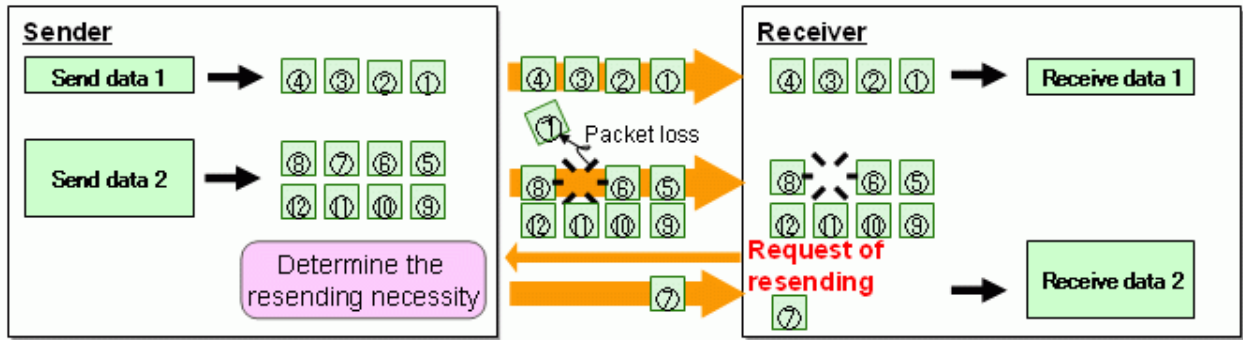 Sender
Receiver
Send data 1
④ ③ ② ①
④ ③ ② ①
④ ③ ② ①
Receive data 1
Packet loss
Send data 2
⑧ ⑦ ⑥ ⑤
⑫ ⑪ ⑩ ⑨
⑧ ⑥ ⑤
⑫ ⑪ ⑩ ⑨
⑧ ⑥ ⑤
⑫ ⑪ ⑩ ⑨
Determine the
resending necessity
Request of
resending
⑦
⑦
Receive data 2